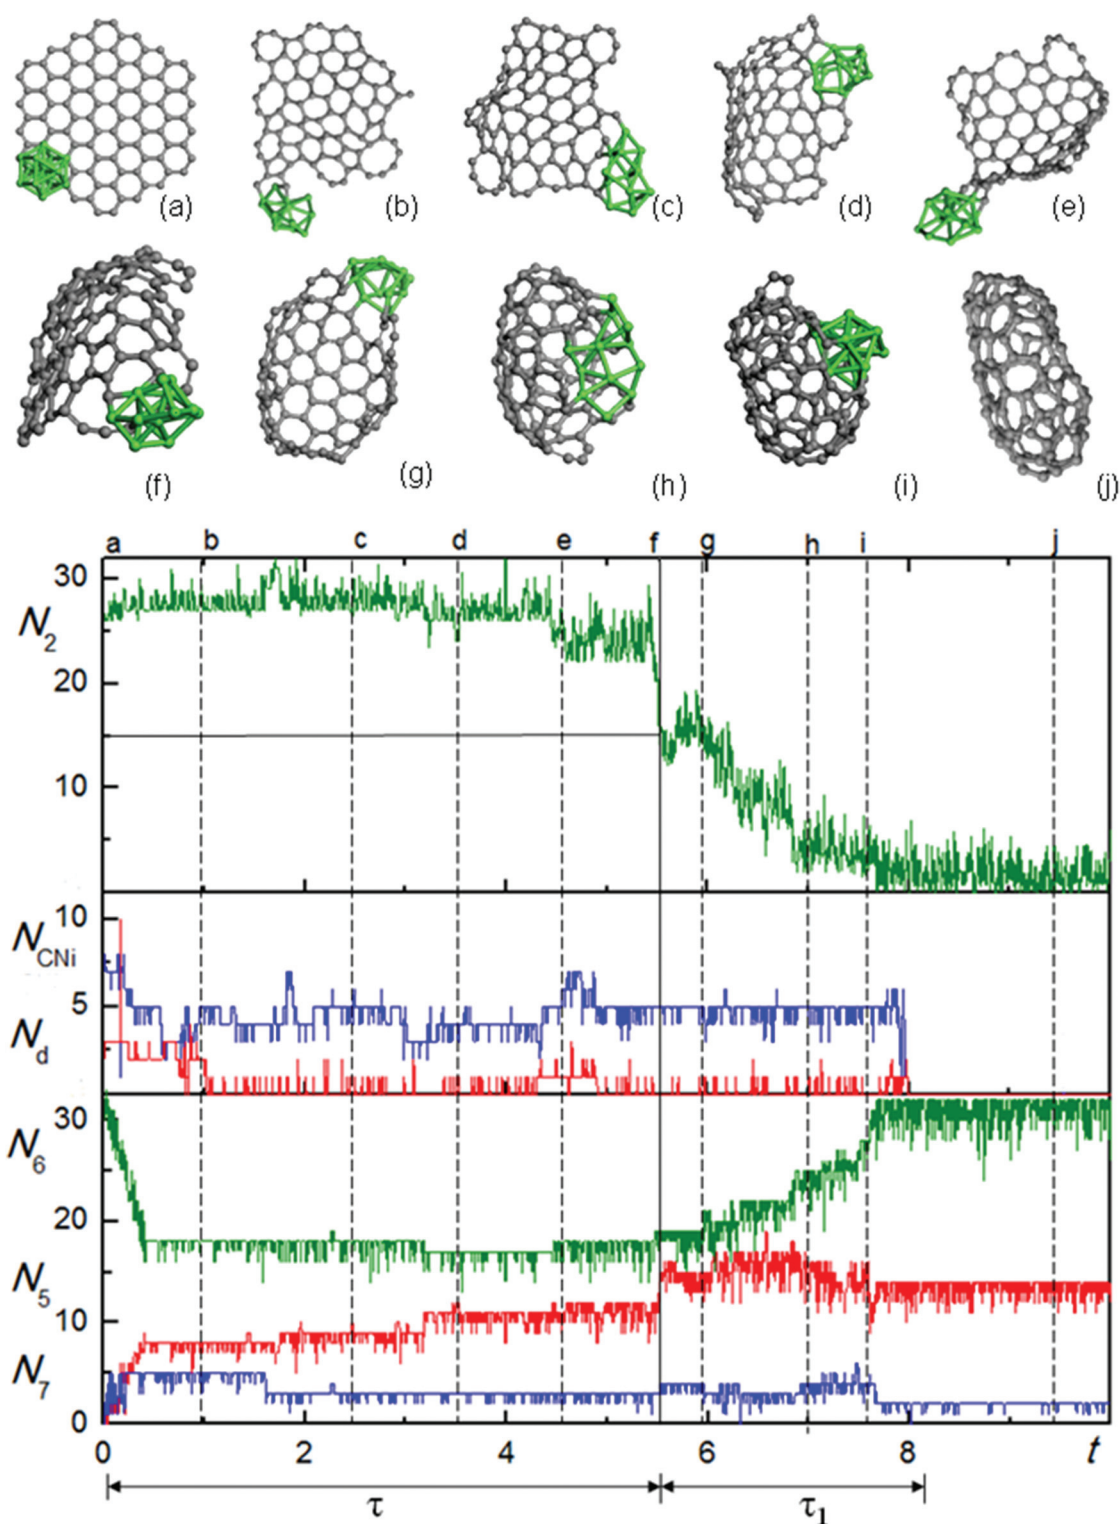 (a) (b) (c) (d) (e)
(f) (g) (h) (i) (j)
a b c d e f g h i j
30
N2
20
10
10
NCNi
5
Nd
30
N6
20
N5
10
N7
0
0 2 4 6 8 t
τ τ1